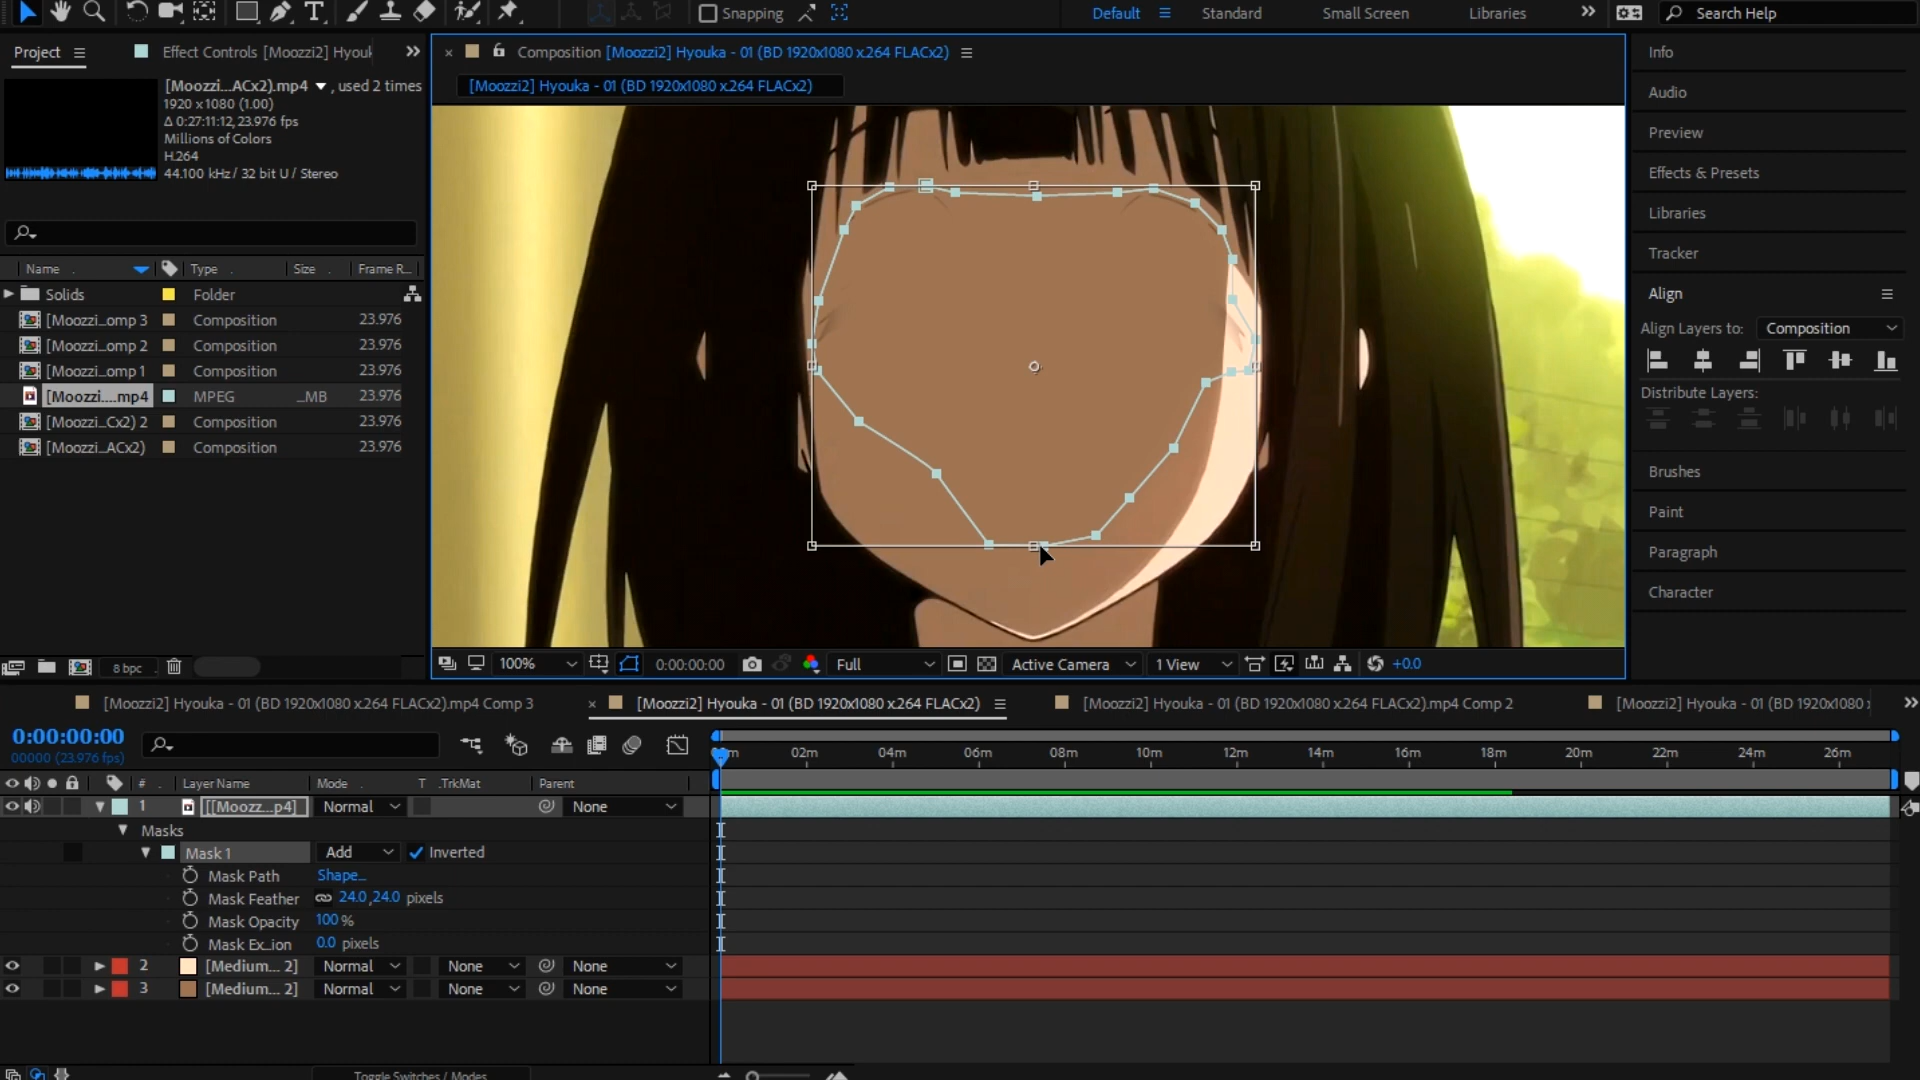 T
Snapping
Default
Standard
Small Screen
Libraries
Search Help
Project
Effect Controls [Moozzi2] Hyouk
Composition [Moozzi2] Hyouka - 01 (BD 1920x1080 x.264 FLACx2)
Info
[Moozzi...ACx2).mp4 , used 2 times
1920 x 1080 (1.00)
Δ 0:27:11:12, 23.976 fps
Millions of Colors
H.264
44.100 kHz / 32 bit U / Stereo
[Moozzi2] Hyouka - 01 (BD 1920x1080 x.264 FLACx2)
Audio
Preview
Effects & Presets
Libraries
Tracker
Align
Align Layers to: Composition
Distribute Layers:
Brushes
Paint
Paragraph
Character
Name Type Size Frame R...
Solids Folder
[Moozzi...omp 3 Composition 23.976
[Moozzi...omp 2 Composition 23.976
[Moozzi...omp 1 Composition 23.976
[Moozzi....mp4 MPEG ...MB 23.976
[Moozzi...Cx2) 2 Composition 23.976
[Moozzi...ACx2) Composition 23.976
8 bpc
100% 0:00:00:00 Full Active Camera 1 View +0.0
[Moozzi2] Hyouka - 01 (BD 1920x1080 x.264 FLACx2).mp4 Comp 3
[Moozzi2] Hyouka - 01 (BD 1920x1080 x.264 FLACx2)
[Moozzi2] Hyouka - 01 (BD 1920x1080 x.264 FLACx2).mp4 Comp 2
[Moozzi2] Hyouka - 01 (BD 1920x1080
0:00:00:00
00000 (23.976 fps)
02m 04m 06m 08m 10m 12m 14m 16m 18m 20m 22m 24m 26m
# Layer Name Mode T .TrkMat Parent
1 [[Mooz...p4] Normal None
Masks
Mask 1 Add Inverted
Mask Path Shape...
Mask Feather 24.0,24.0 pixels
Mask Opacity 100%
Mask Ex...ion 0.0 pixels
2 [Medium... 2] Normal None None
3 [Medium... 2] Normal None None
Toggle Switches / Modes